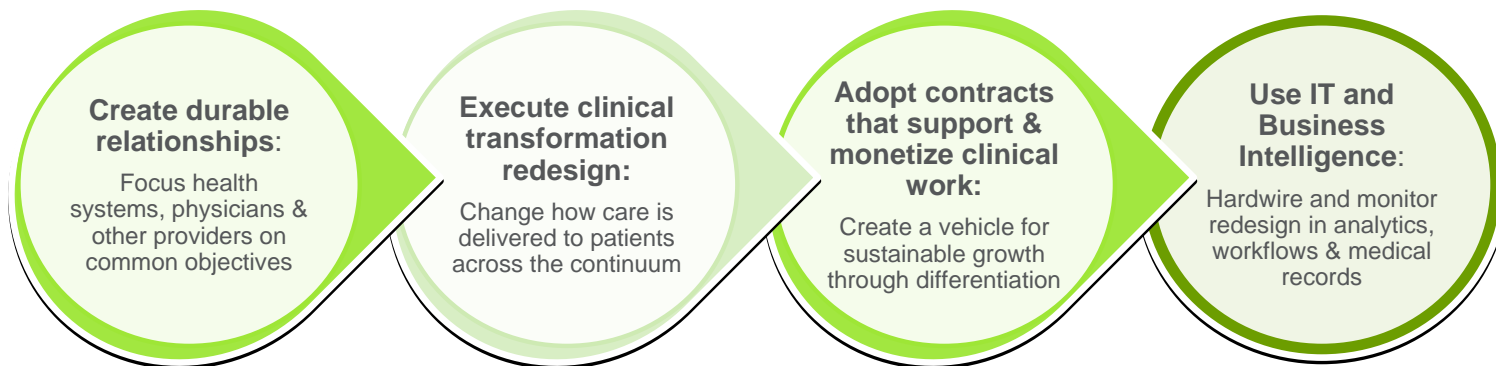 Create durable
relationships:
Focus health
systems, physicians &
other providers on
common objectives
Execute clinical
transformation
redesign:
Change how care is
delivered to patients
across the continuum
Adopt contracts
that support &
monetize clinical
work:
Create a vehicle for
sustainable growth
through differentiation
Use IT and
Business
Intelligence:
Hardwire and monitor
redesign in analytics,
workflows & medical
records